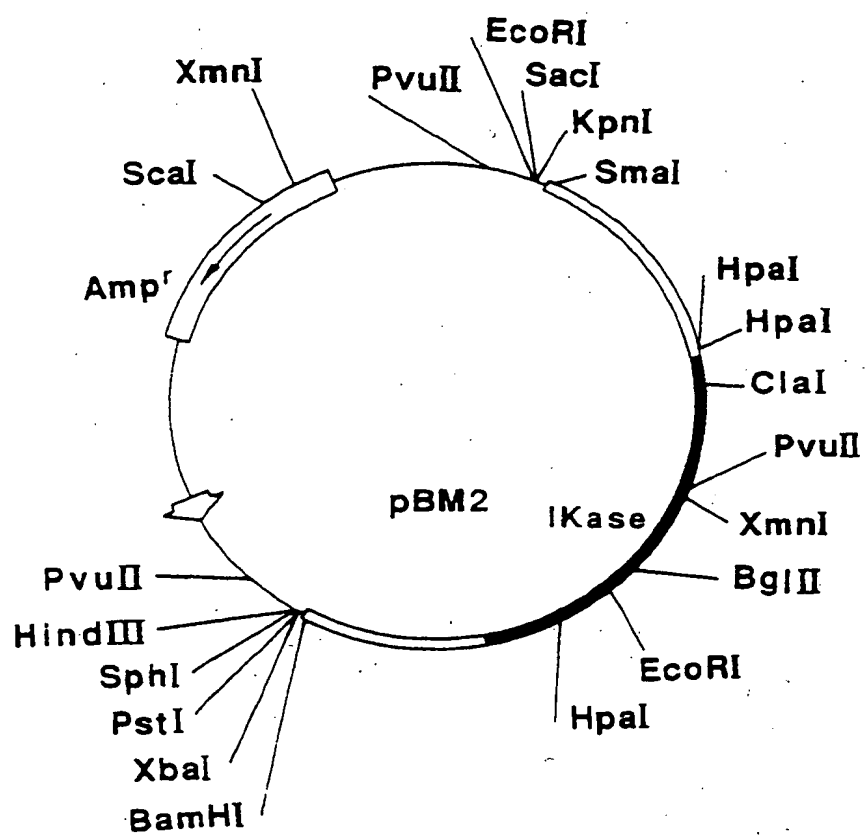 EcoRI
SacI
PvuII
XmnI
KpnI
ScaI
SmaI
Ampʳ
HpaI
HpaI
ClaI
PvuII
pBM2
IKase
XmnI
PvuII
BglII
HindIII
SphI
EcoRI
PstI
HpaI
XbaI
BamHI